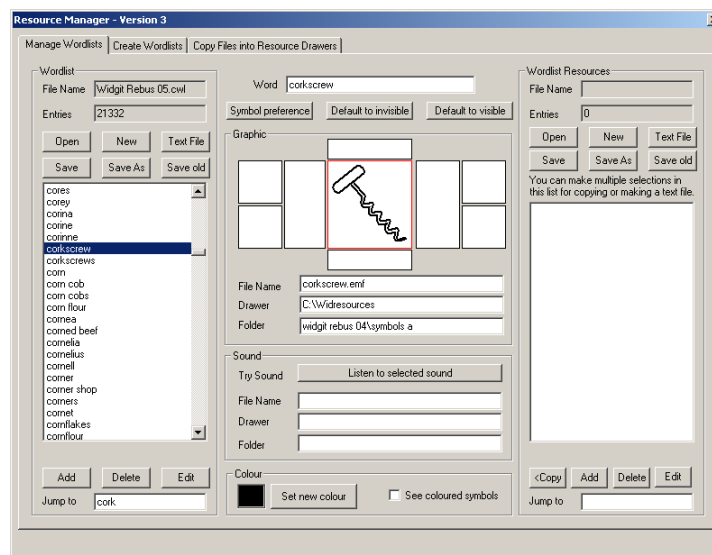 Resource Manager - Version 3
Manage Wordlists Create Wordlists Copy Files into Resource Drawers
Wordlist
File Name Widgit Rebus 05.cwl
Entries 21332
Open New Text File
Save Save As Save old
cores
corey
corina
corine
corinne
corkscrew
corkscrews
corn
corn cob
corn cobs
corn flour
cornea
corned beef
cornelia
cornelius
cornell
corner
corner shop
corners
cornet
cornflakes
cornflour
Add Delete Edit
Jump to cork
Word corkscrew
Symbol preference Default to invisible Default to visible
Graphic
File Name corkscrew.emf
Drawer C:\Widresources
Folder widgit rebus 04\symbols a
Sound
Try Sound Listen to selected sound
File Name
Drawer
Folder
Colour
Set new colour See coloured symbols
Wordlist Resources
File Name
Entries 0
Open New Text File
Save Save As Save old
You can make multiple selections in
this list for copying or making a text file.
<Copy Add Delete Edit
Jump to